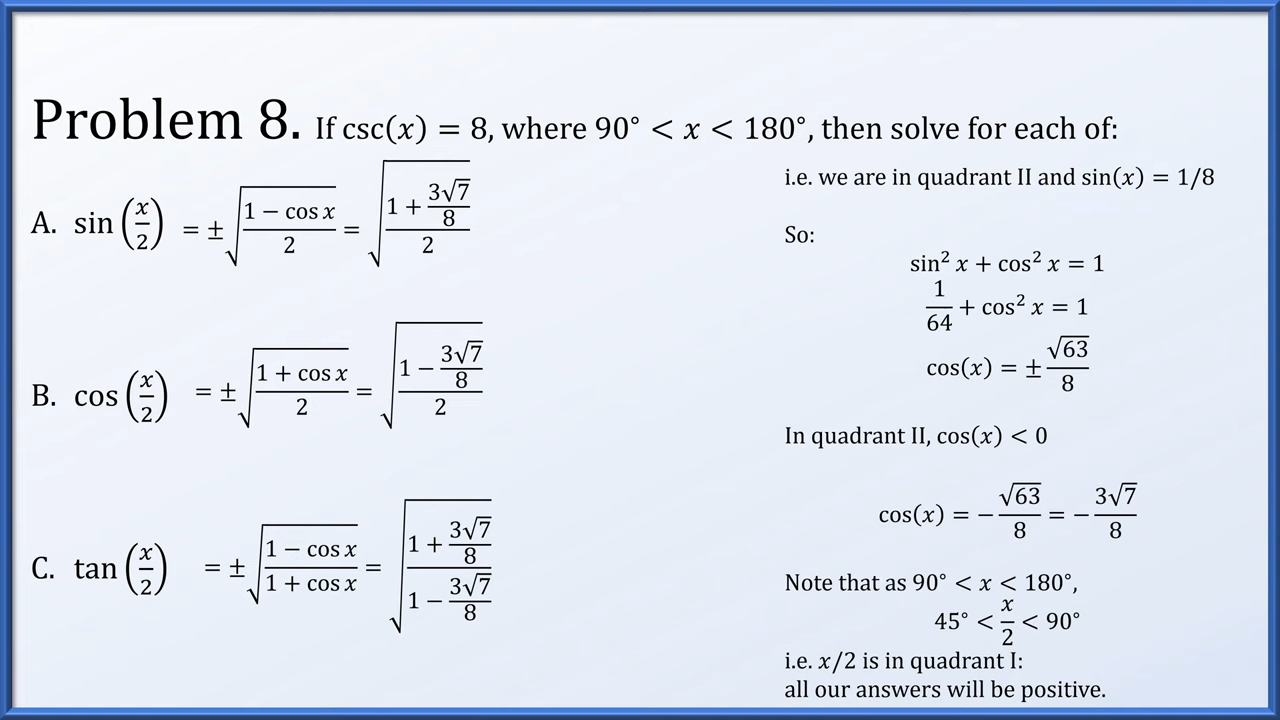 Problem 8. If csc(x) = 8, where 90° < x < 180°, then solve for each of:
A. sin(x/2) = ±√((1 − cos x)/2) = √((1 + 3√7/8)/2)
B. cos(x/2) = ±√((1 + cos x)/2) = √((1 − 3√7/8)/2)
C. tan(x/2) = ±√((1 − cos x)/(1 + cos x)) = √((1 + 3√7/8)/(1 − 3√7/8))
i.e. we are in quadrant II and sin(x) = 1/8
So:
sin² x + cos² x = 1
1/64 + cos² x = 1
cos(x) = ± √63/8
In quadrant II, cos(x) < 0
cos(x) = − √63/8 = − 3√7/8
Note that as 90° < x < 180°,
45° < x/2 < 90°
i.e. x/2 is in quadrant I:
all our answers will be positive.